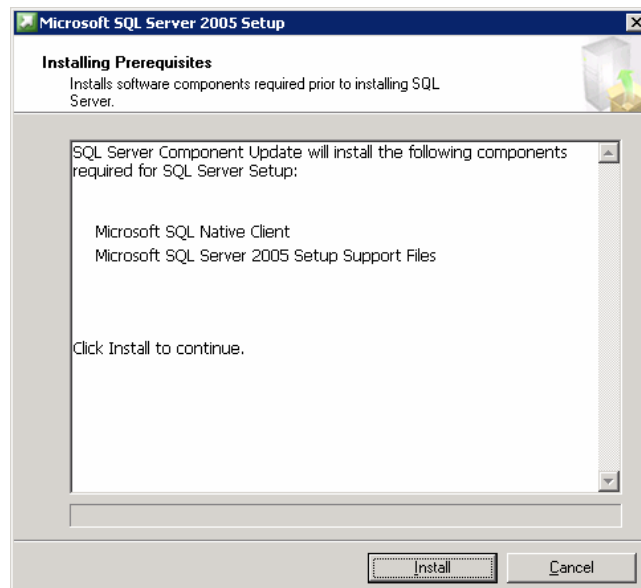 Microsoft SQL Server 2005 Setup
Installing Prerequisites
Installs software components required prior to installing SQL
Server.
SQL Server Component Update will install the following components
required for SQL Server Setup:
Microsoft SQL Native Client
Microsoft SQL Server 2005 Setup Support Files
Click Install to continue.
Install
Cancel